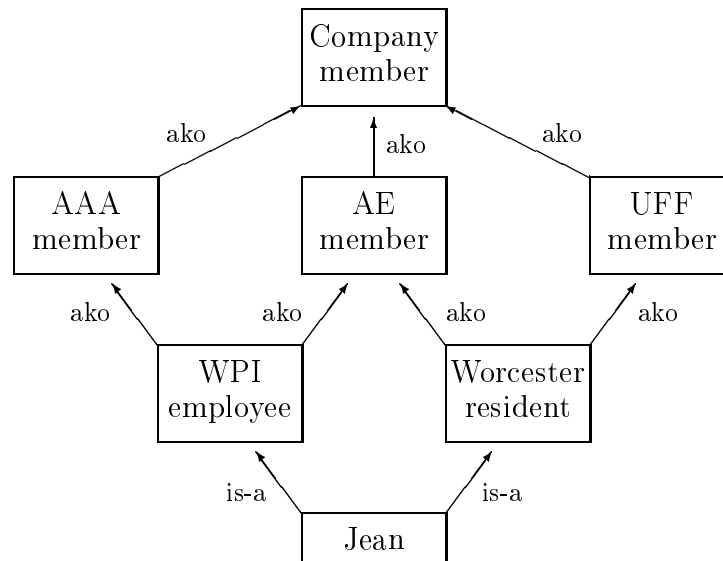 Company
member
ako
ako
ako
AAA
member
AE
member
UFF
member
ako
ako
ako
ako
WPI
employee
Worcester
resident
is-a
is-a
Jean